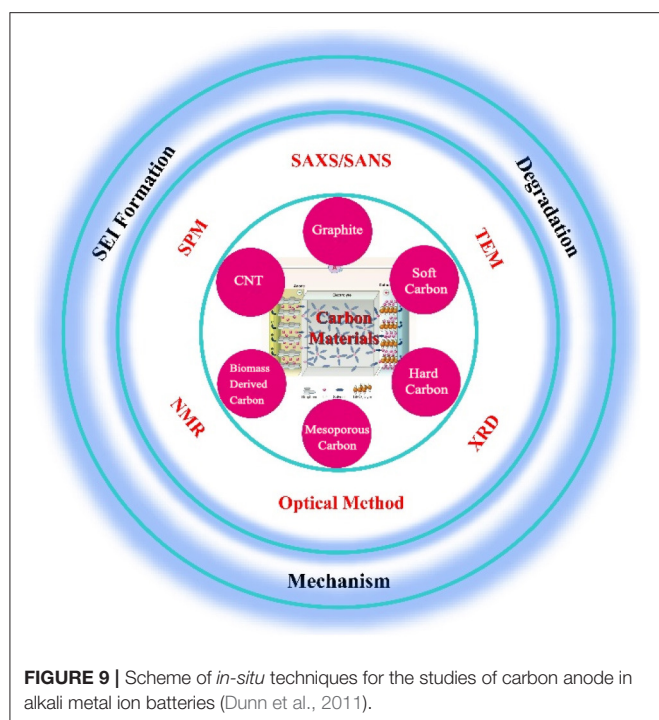 SEI Formation
Degradation
SAXS/SANS
SPM
TEM
Graphite
CNT
Soft
Carbon
Carbon
Materials
Biomass
Derived
Carbon
Hard
Carbon
Mesoporous
Carbon
NMR
XRD
Optical Method
Mechanism
FIGURE 9 | Scheme of in-situ techniques for the studies of carbon anode in
alkali metal ion batteries (Dunn et al., 2011).